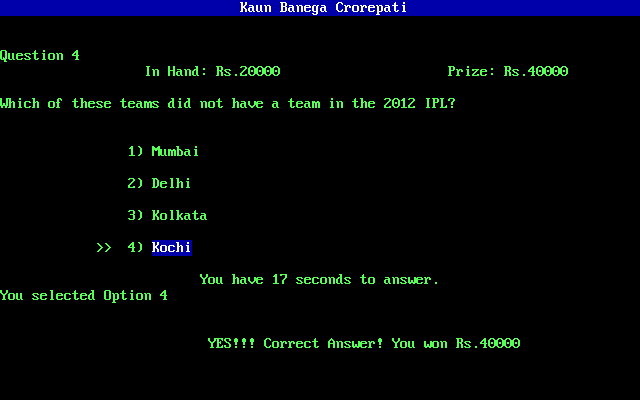 Kaun Banega Crorepati
Question 4
In Hand: Rs.20000 Prize: Rs.40000
Which of these teams did not have a team in the 2012 IPL?
1) Mumbai
2) Delhi
3) Kolkata
>> 4) Kochi
You have 17 seconds to answer.
You selected Option 4
YES!!! Correct Answer! You won Rs.40000